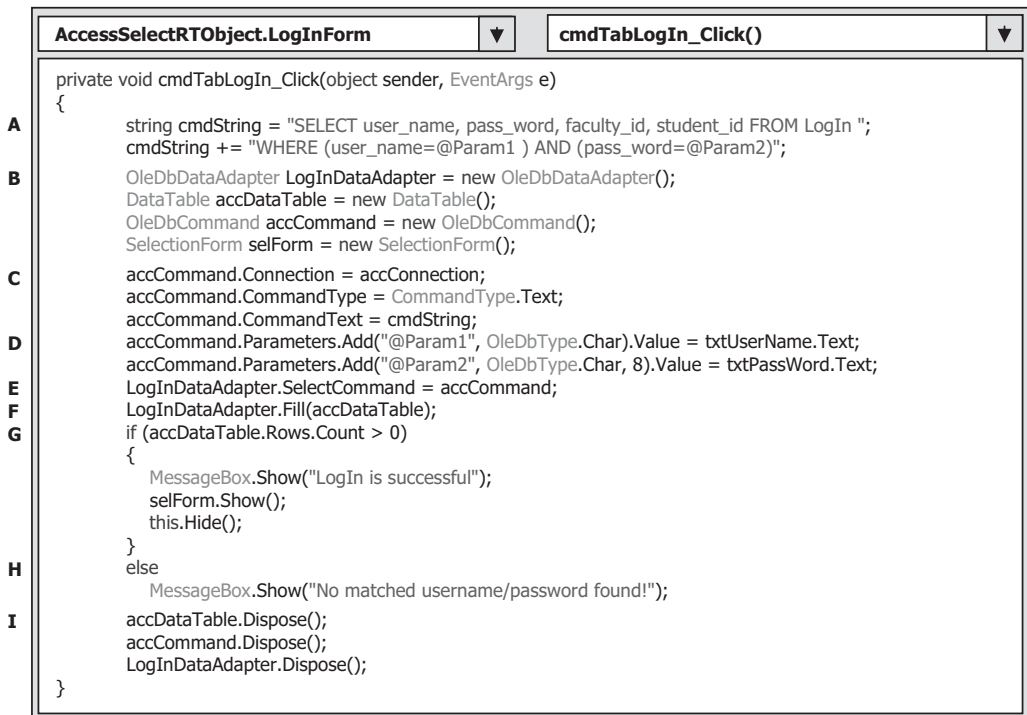 AccessSelectRTObject.LogInForm cmdTabLogIn_Click()
private void cmdTabLogIn_Click(object sender, EventArgs e)
{
A string cmdString = "SELECT user_name, pass_word, faculty_id, student_id FROM LogIn ";
cmdString += "WHERE (user_name=@Param1 ) AND (pass_word=@Param2)";
B OleDbDataAdapter LogInDataAdapter = new OleDbDataAdapter();
DataTable accDataTable = new DataTable();
OleDbCommand accCommand = new OleDbCommand();
SelectionForm selForm = new SelectionForm();
C accCommand.Connection = accConnection;
accCommand.CommandType = CommandType.Text;
accCommand.CommandText = cmdString;
D accCommand.Parameters.Add("@Param1", OleDbType.Char).Value = txtUserName.Text;
accCommand.Parameters.Add("@Param2", OleDbType.Char, 8).Value = txtPassWord.Text;
E LogInDataAdapter.SelectCommand = accCommand;
F LogInDataAdapter.Fill(accDataTable);
G if (accDataTable.Rows.Count > 0)
{
MessageBox.Show("LogIn is successful");
selForm.Show();
this.Hide();
}
H else
MessageBox.Show("No matched username/password found!");
I accDataTable.Dispose();
accCommand.Dispose();
LogInDataAdapter.Dispose();
}